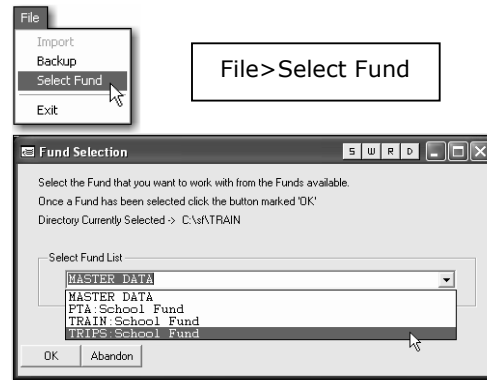 File
Import
Backup
Select Fund
Exit
File>Select Fund
Fund Selection
S W R D
Select the Fund that you want to work with from the Funds available.
Once a Fund has been selected click the button marked 'OK'
Directory Currently Selected -> C:\sf\TRAIN
Select Fund List
MASTER DATA
MASTER DATA
PTA:School Fund
TRAIN:School Fund
TRIPS:School Fund
OK Abandon